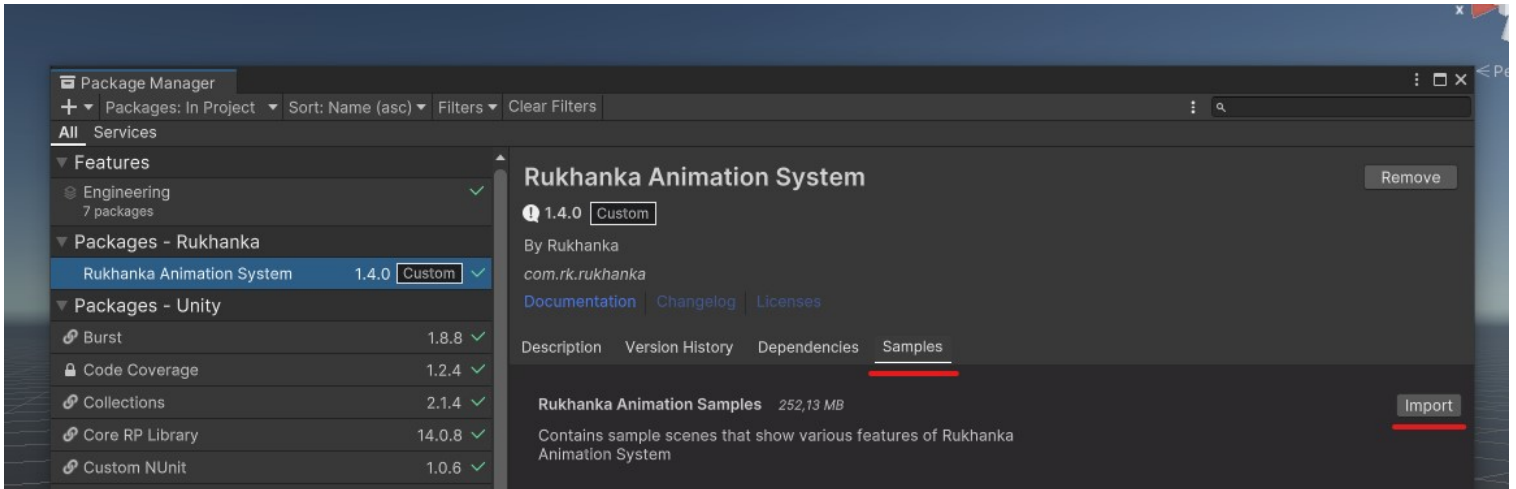 x
Pe
Package Manager
Packages: In Project Sort: Name (asc) Filters Clear Filters
All Services
Features
Engineering
7 packages
Packages - Rukhanka
Rukhanka Animation System 1.4.0 Custom
Packages - Unity
Burst 1.8.8
Code Coverage 1.2.4
Collections 2.1.4
Core RP Library 14.0.8
Custom NUnit 1.0.6
Rukhanka Animation System
Remove
1.4.0 Custom
By Rukhanka
com.rk.rukhanka
Documentation Changelog Licenses
Description Version History Dependencies Samples
Rukhanka Animation Samples 252,13 MB
Import
Contains sample scenes that show various features of Rukhanka
Animation System